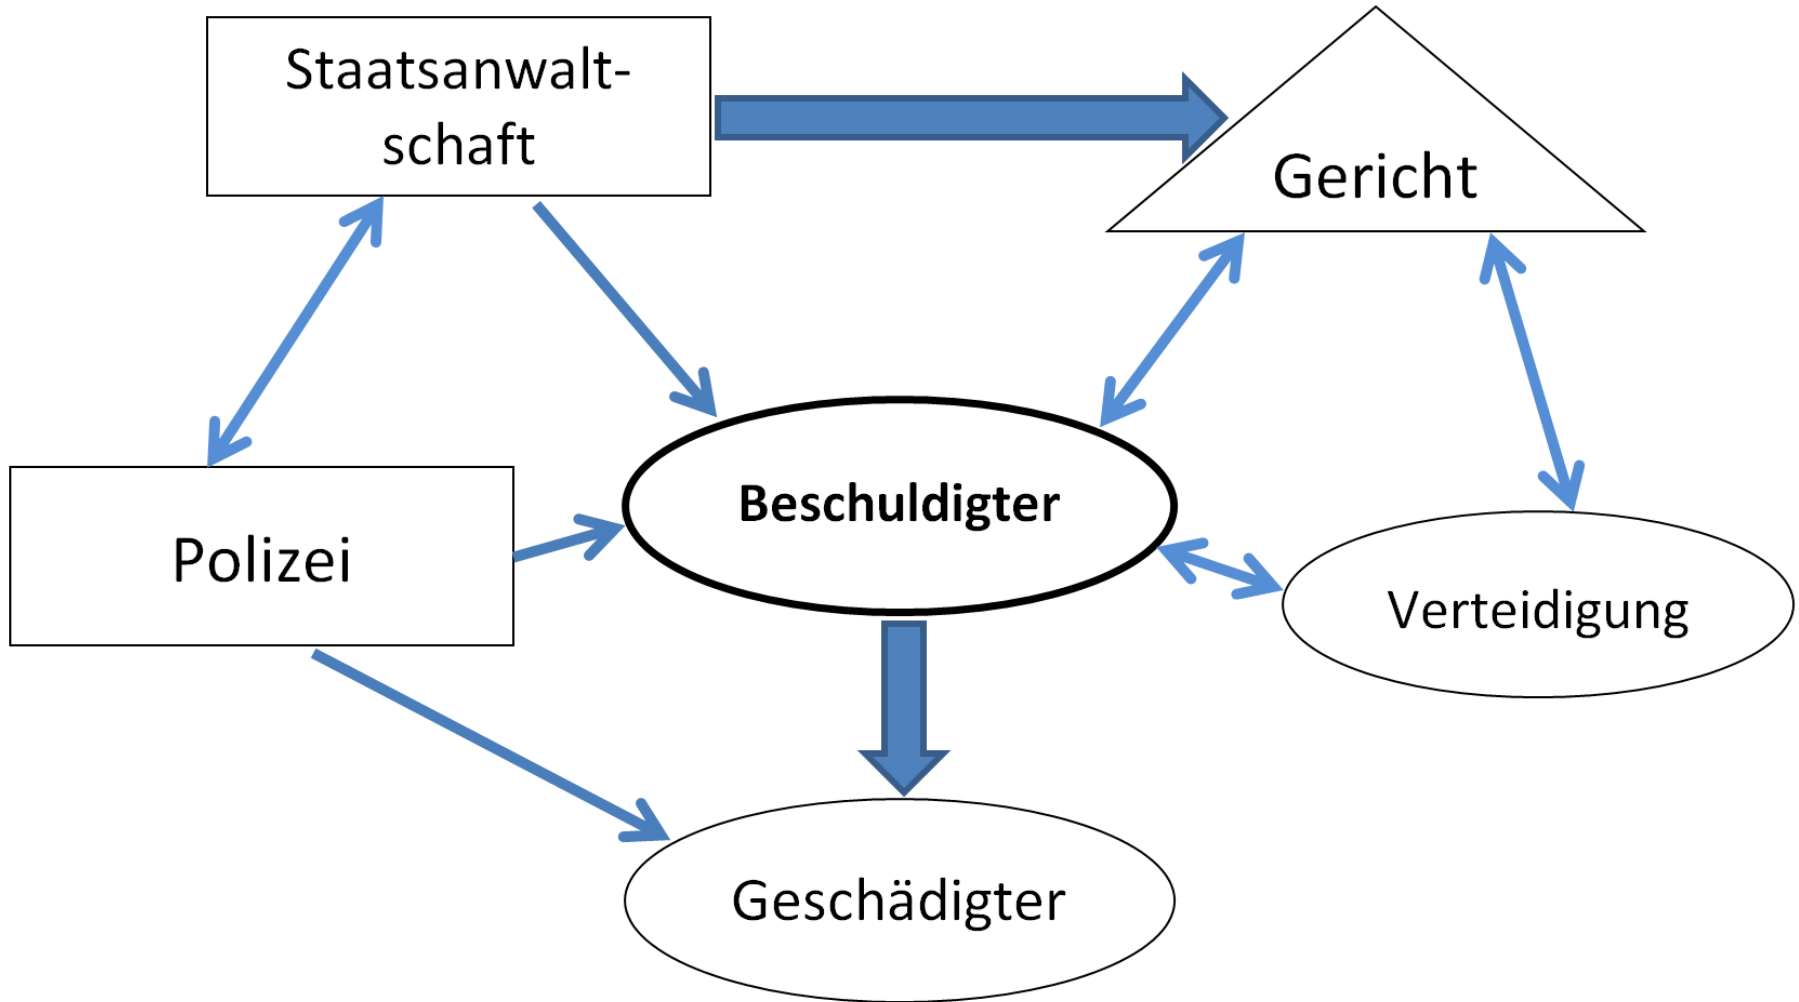 Staatsanwalt-
schaft
Gericht
Beschuldigter
Polizei
Verteidigung
Geschädigter